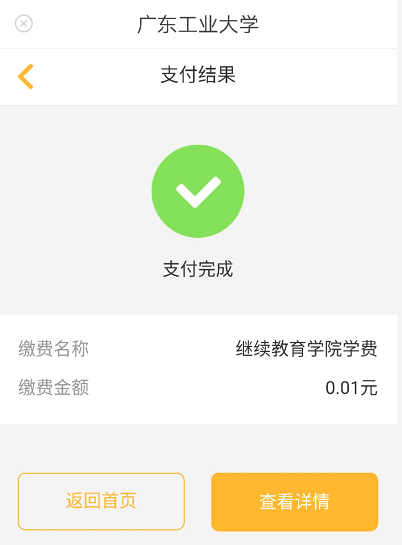 广东工业大学
支付结果
支付完成
缴费名称 继续教育学院学费
缴费金额 0.01元
返回首页 查看详情